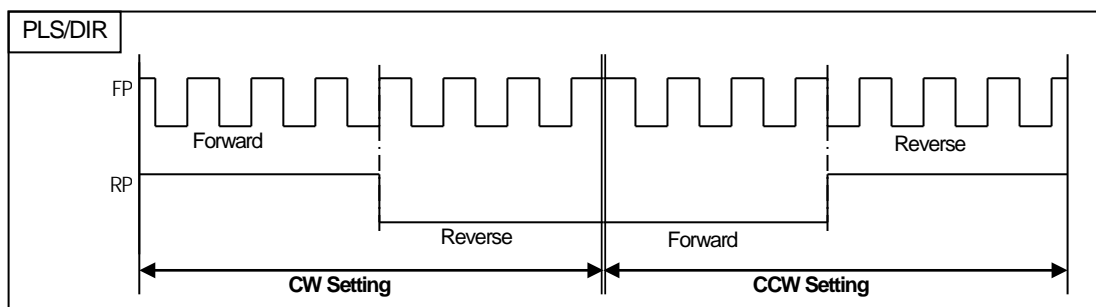 PLS/DIR
FP
Forward
Reverse
RP
Reverse
Forward
CW Setting
CCW Setting